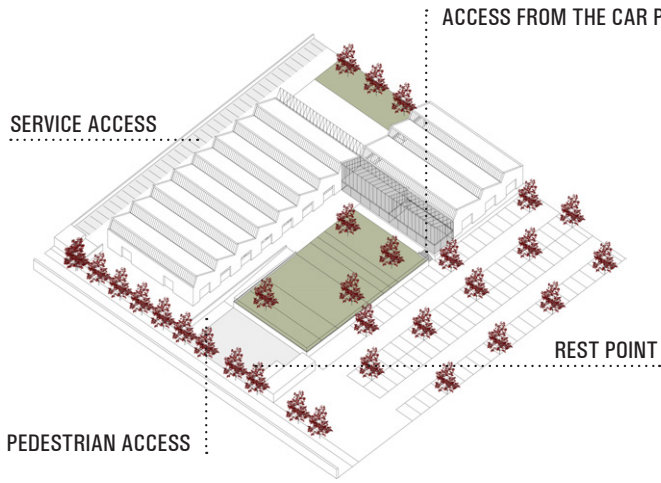 ACCESS FROM THE CAR P
SERVICE ACCESS
REST POINT
PEDESTRIAN ACCESS